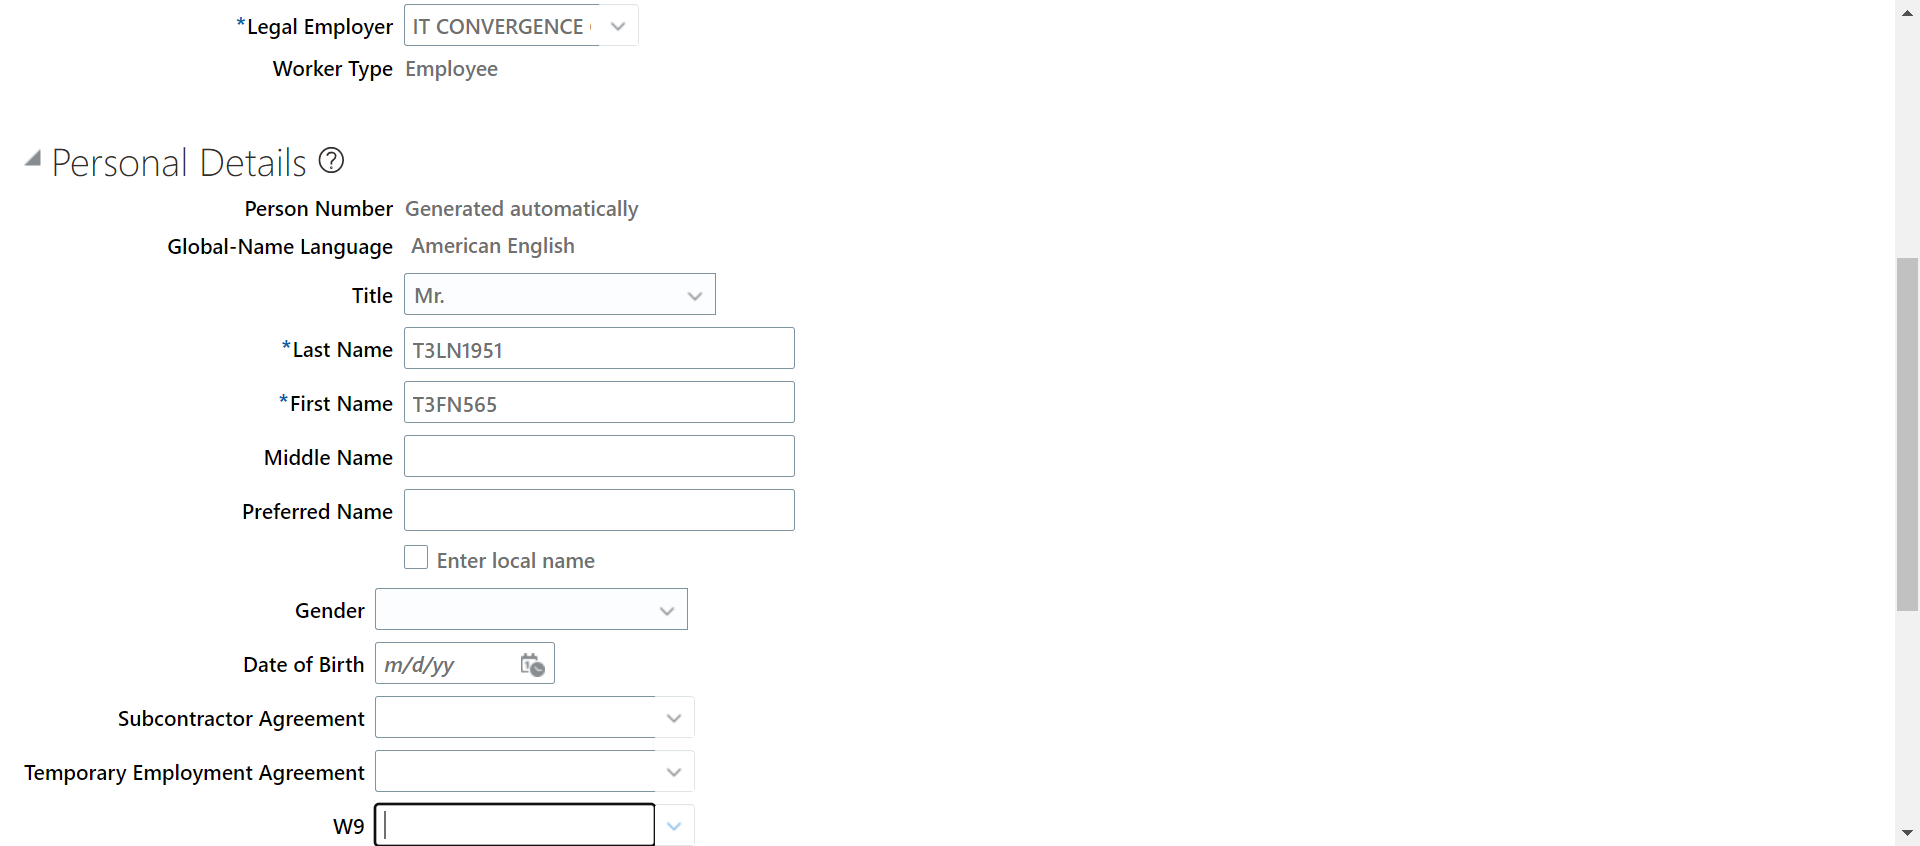 *Legal Employer IT CONVERGENCE
Worker Type Employee
Personal Details ?
Person Number Generated automatically
Global-Name Language American English
Title Mr.
*Last Name T3LN1951
*First Name T3FN565
Middle Name
Preferred Name
Enter local name
Gender
Date of Birth m/d/yy
Subcontractor Agreement
Temporary Employment Agreement
W9